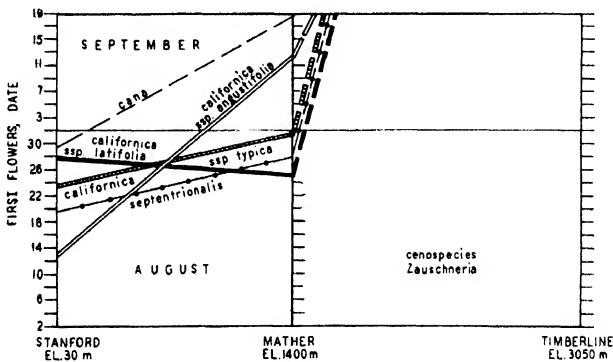 19
SEPTEMBER
15
11
7
3
30
26
22
18
14
10
6
2
FIRST FLOWERS, DATE
cana
californica
ssp. angustifolia
californica
ssp. latifolia
ssp typica
californica
septentrionalis
AUGUST
cenospecies
Zauschneria
STANFORD
EL. 30 m
MATHER
EL. 1400 m
TIMBERLINE
EL. 3050 m